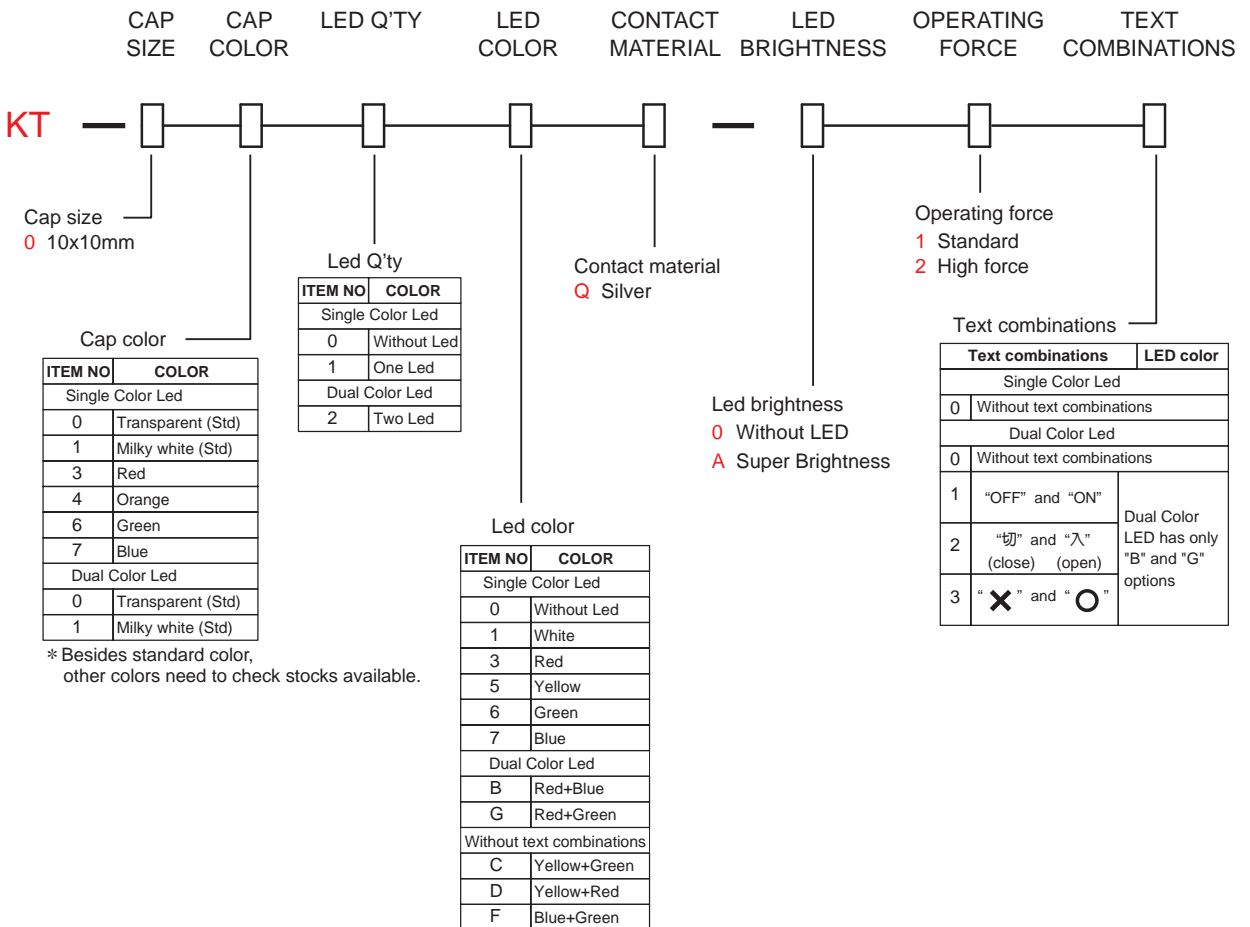 CAP SIZE
CAP COLOR
LED Q'TY
LED COLOR
CONTACT MATERIAL
LED BRIGHTNESS
OPERATING FORCE
TEXT COMBINATIONS
KT
Cap size
0 10x10mm
Cap color
ITEM NO COLOR
Single Color Led
0 Transparent (Std)
1 Milky white (Std)
3 Red
4 Orange
6 Green
7 Blue
Dual Color Led
0 Transparent (Std)
1 Milky white (Std)
* Besides standard color,
other colors need to check stocks available.
Led Q'ty
ITEM NO COLOR
Single Color Led
0 Without Led
1 One Led
Dual Color Led
2 Two Led
Led color
ITEM NO COLOR
Single Color Led
0 Without Led
1 White
3 Red
5 Yellow
6 Green
7 Blue
Dual Color Led
B Red+Blue
G Red+Green
Without text combinations
C Yellow+Green
D Yellow+Red
F Blue+Green
Contact material
Q Silver
Led brightness
0 Without LED
A Super Brightness
Operating force
1 Standard
2 High force
Text combinations
Text combinations LED color
Single Color Led
0 Without text combinations
Dual Color Led
0 Without text combinations
1 “OFF” and “ON”
2 “切” and “入”
(close) (open)
3 “ ✕ ” and “ ○ ”
Dual Color
LED has only
"B" and "G"
options